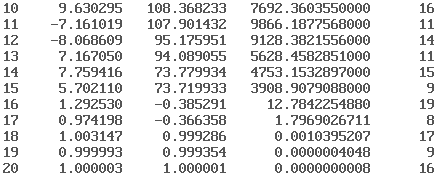 10 9.630295 108.368233 7692.3603550000 16
11 -7.161019 107.901432 9866.1877568000 11
12 -8.068609 95.175951 9128.3821556000 14
13 7.167050 94.089055 5628.4582851000 11
14 7.759416 73.779934 4753.1532897000 15
15 5.702110 73.719933 3908.9079088000 9
16 1.292530 -0.385291 12.7842254880 19
17 0.974198 -0.366358 1.7969026711 8
18 1.003147 0.999286 0.0010395207 17
19 0.999993 0.999354 0.0000004048 9
20 1.000003 1.000001 0.0000000008 16